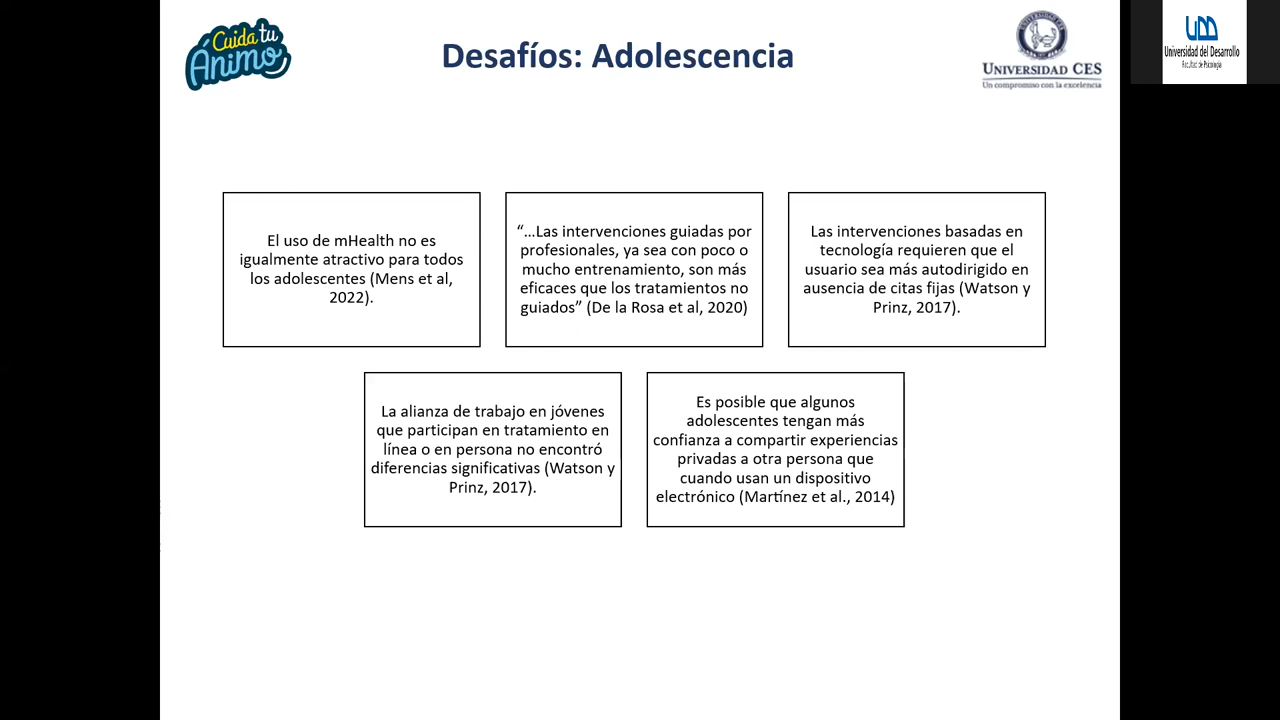 Cuida tu
Ánimo
Desafíos: Adolescencia
UNIVERSIDAD CES
Un compromiso con la excelencia
Universidad del Desarrollo
Facultad de Psicología
El uso de mHealth no es
igualmente atractivo para todos
los adolescentes (Mens et al,
2022).
“…Las intervenciones guiadas por
profesionales, ya sea con poco o
mucho entrenamiento, son más
eficaces que los tratamientos no
guiados” (De la Rosa et al, 2020)
Las intervenciones basadas en
tecnología requieren que el
usuario sea más autodirigido en
ausencia de citas fijas (Watson y
Prinz, 2017).
La alianza de trabajo en jóvenes
que participan en tratamiento en
línea o en persona no encontró
diferencias significativas (Watson y
Prinz, 2017).
Es posible que algunos
adolescentes tengan más
confianza a compartir experiencias
privadas a otra persona que
cuando usan un dispositivo
electrónico (Martínez et al., 2014)